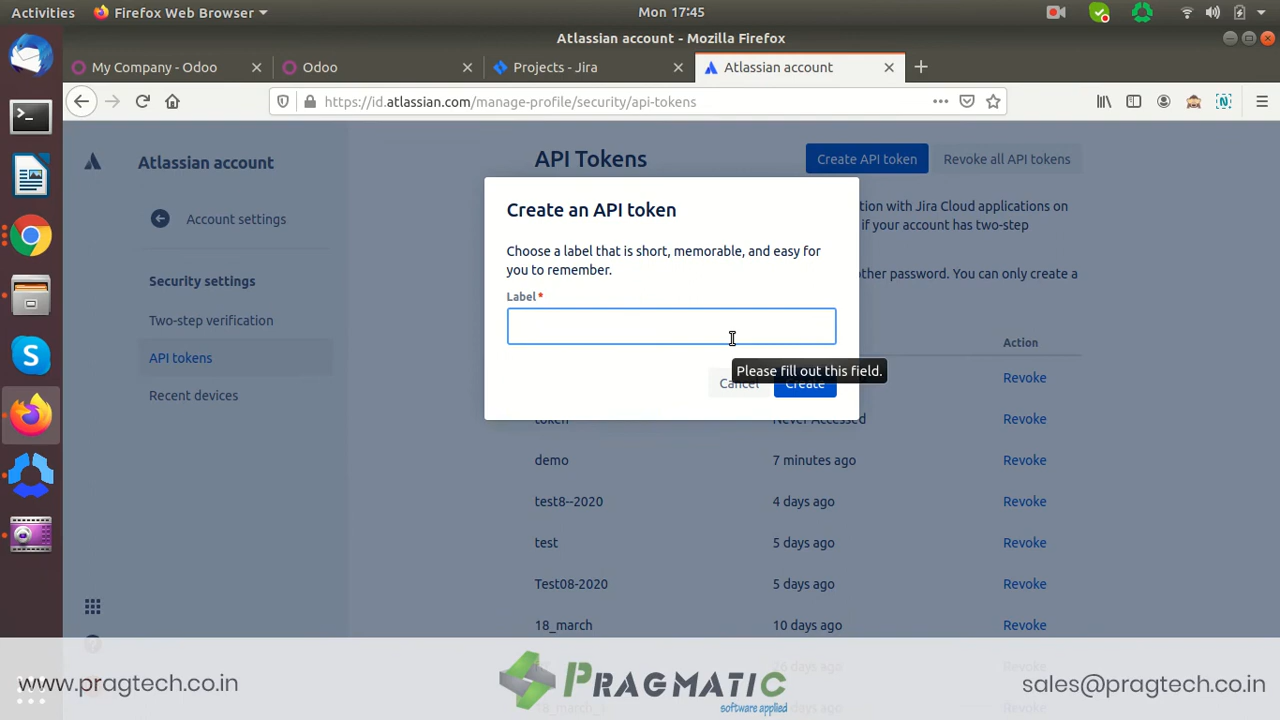 Activities
Firefox Web Browser
Mon 17:45
Atlassian account - Mozilla Firefox
My Company - Odoo
Odoo
Projects - Jira
Atlassian account
https://id.atlassian.com/manage-profile/security/api-tokens
Atlassian account
Account settings
Security settings
Two-step verification
API tokens
Recent devices
API Tokens
Create API token
Revoke all API tokens
tion with Jira Cloud applications on
if your account has two-step
other password. You can only create a
Create an API token
Choose a label that is short, memorable, and easy for
you to remember.
Label*
Please fill out this field.
Cancel
Create
Action
Revoke
token Never Accessed Revoke
demo 7 minutes ago Revoke
test8--2020 4 days ago Revoke
test 5 days ago Revoke
Test08-2020 5 days ago Revoke
18_march 10 days ago Revoke
www.pragtech.co.in
PRAGMATIC
software applied
sales@pragtech.co.in